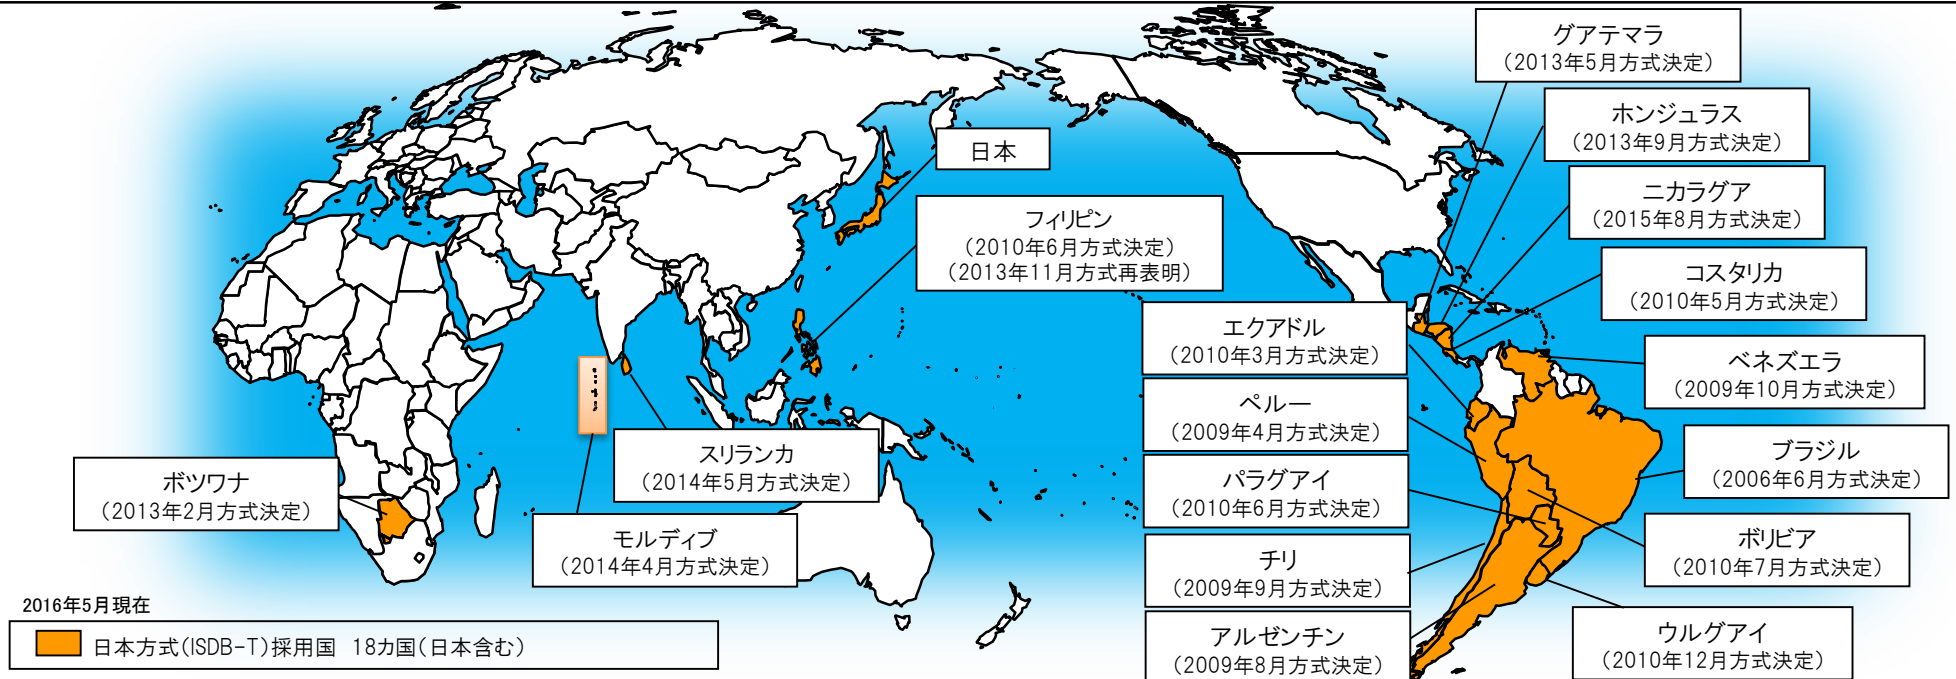 グアテマラ
（2013年5月方式決定）
ホンジュラス
（2013年9月方式決定）
日本
ニカラグア
（2015年8月方式決定）
フィリピン
（2010年6月方式決定）
（2013年11月方式再表明）
コスタリカ
（2010年5月方式決定）
エクアドル
（2010年3月方式決定）
ベネズエラ
（2009年10月方式決定）
ペルー
（2009年4月方式決定）
スリランカ
（2014年5月方式決定）
ブラジル
（2006年6月方式決定）
ボツワナ
（2013年2月方式決定）
パラグアイ
（2010年6月方式決定）
モルディブ
（2014年4月方式決定）
ボリビア
（2010年7月方式決定）
チリ
（2009年9月方式決定）
アルゼンチン
（2009年8月方式決定）
ウルグアイ
（2010年12月方式決定）
2016年5月現在
日本方式（ISDB-T）採用国　18カ国（日本含む）